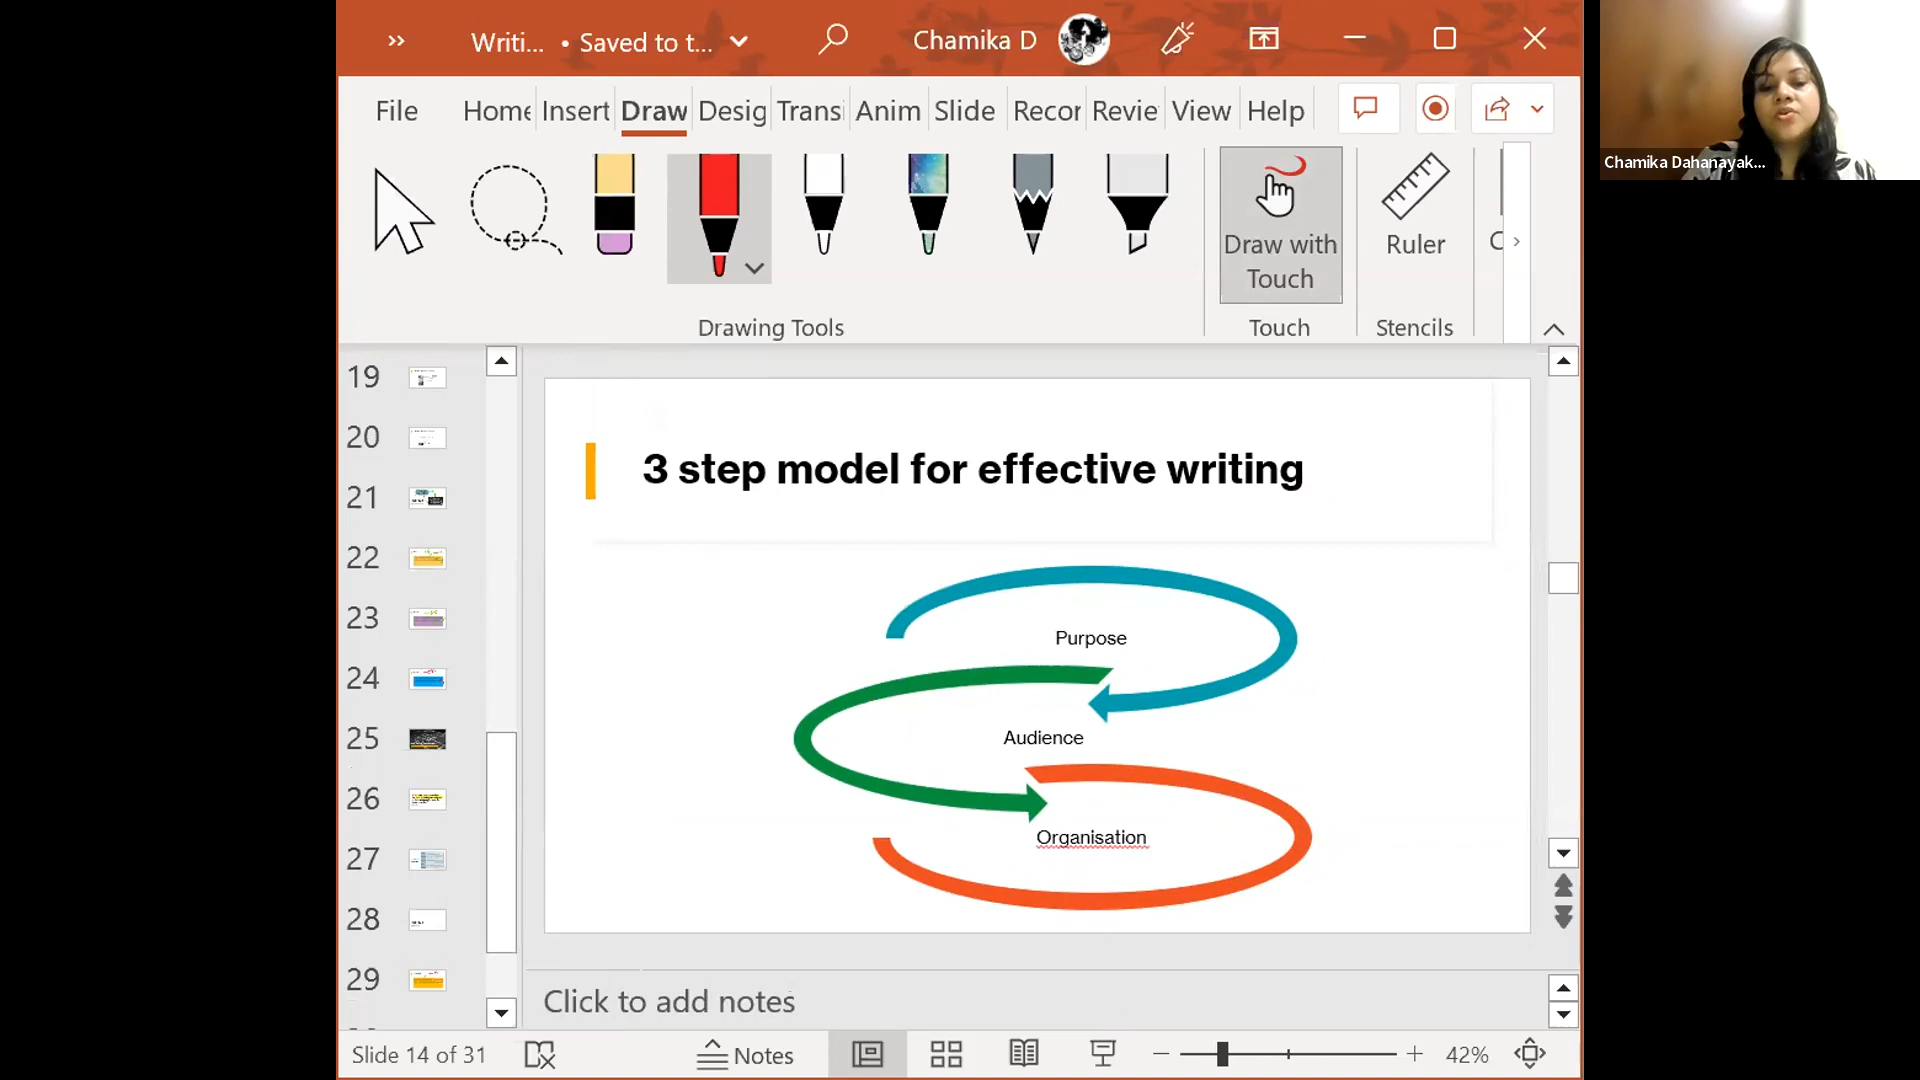 Writi... • Saved to t... Chamika D
File Home Insert Draw Desig Transi Anim Slide Recor Revie View Help
Draw with
Touch
Ruler
Drawing Tools Touch Stencils
19
20
21
22
23
24
25
26
27
28
29
3 step model for effective writing
Purpose
Audience
Organisation
Click to add notes
Slide 14 of 31 Notes 42%
Chamika Dahanayak...